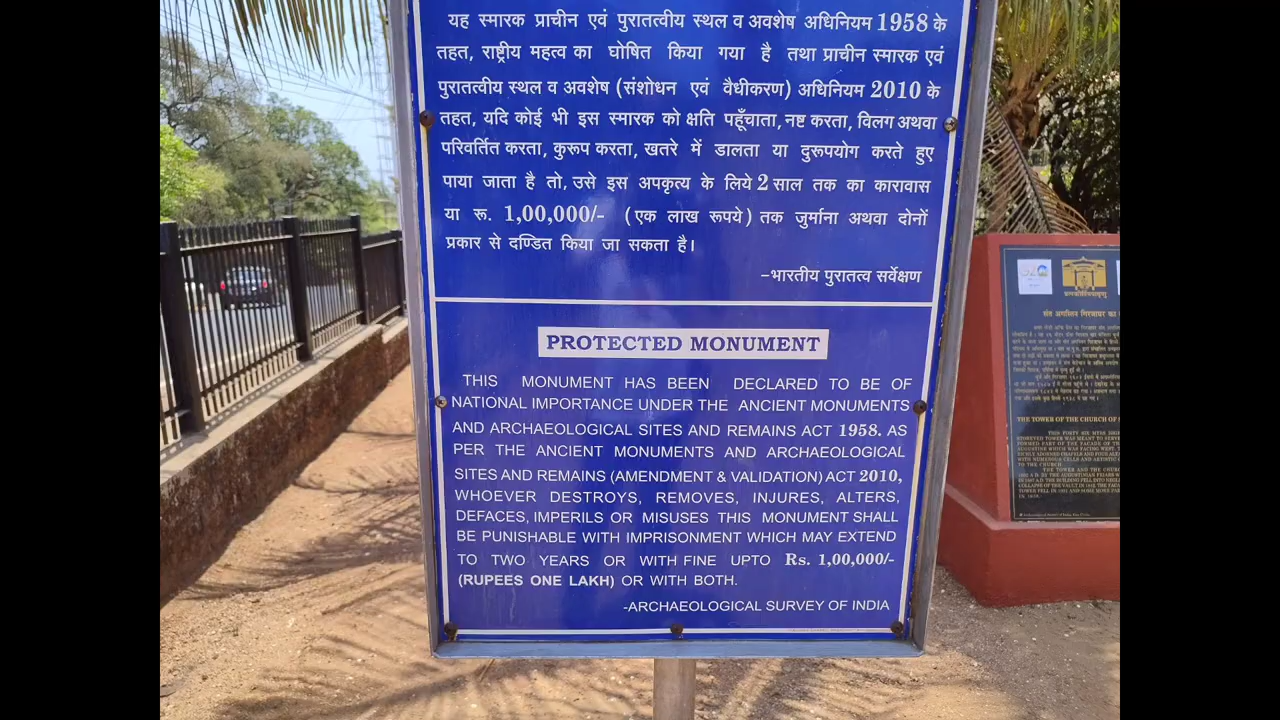 यह स्मारक प्राचीन एवं पुरातत्वीय स्थल व अवशेष अधिनियम 1958 के
तहत, राष्ट्रीय महत्व का घोषित किया गया है तथा प्राचीन स्मारक एवं
पुरातत्वीय स्थल व अवशेष (संशोधन एवं वैधीकरण) अधिनियम 2010 के
तहत, यदि कोई भी इस स्मारक को क्षति पहूँचाता, नष्ट करता, विलग अथवा
परिवर्तित करता, कुरूप करता, खतरे में डालता या दुरूपयोग करते हुए
पाया जाता है तो, उसे इस अपकृत्य के लिये 2 साल तक का कारावास
या रू. 1,00,000/- (एक लाख रूपये) तक जुर्माना अथवा दोनों
प्रकार से दण्डित किया जा सकता है।
-भारतीय पुरातत्व सर्वेक्षण
PROTECTED MONUMENT
THIS MONUMENT HAS BEEN DECLARED TO BE OF
NATIONAL IMPORTANCE UNDER THE ANCIENT MONUMENTS
AND ARCHAEOLOGICAL SITES AND REMAINS ACT 1958. AS
PER THE ANCIENT MONUMENTS AND ARCHAEOLOGICAL
SITES AND REMAINS (AMENDMENT & VALIDATION) ACT 2010,
WHOEVER DESTROYS, REMOVES, INJURES, ALTERS,
DEFACES, IMPERILS OR MISUSES THIS MONUMENT SHALL
BE PUNISHABLE WITH IMPRISONMENT WHICH MAY EXTEND
TO TWO YEARS OR WITH FINE UPTO Rs. 1,00,000/-
(RUPEES ONE LAKH) OR WITH BOTH.
-ARCHAEOLOGICAL SURVEY OF INDIA
THE TOWER OF THE CHURCH OF